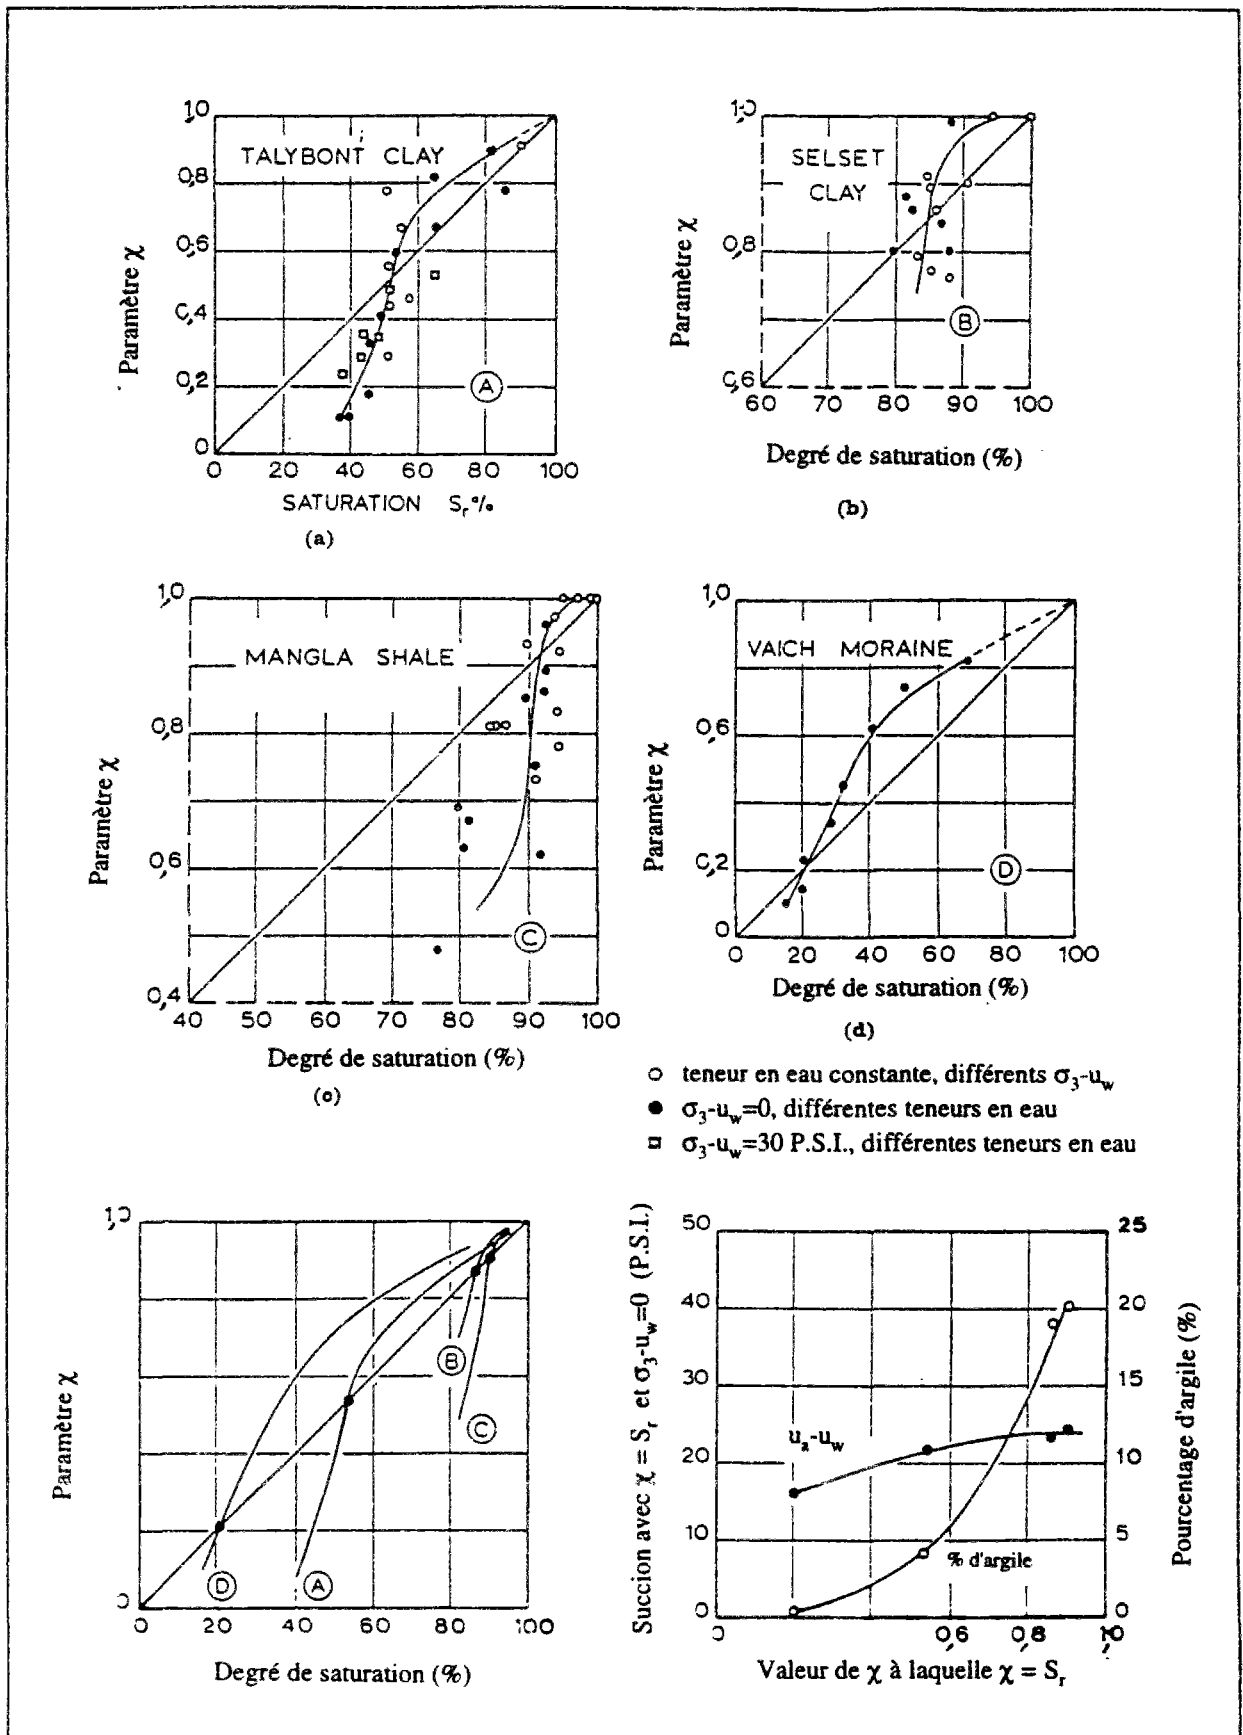 1,0
0,8
0,6
0,4
0,2
0
Paramètre χ
TALYBONT CLAY
A
0 20 40 60 80 100
SATURATION Sr %
(a)
1,0
0,8
0,6
Paramètre χ
SELSET
CLAY
B
60 70 80 90 100
Degré de saturation (%)
(b)
1,0
0,8
0,6
0,4
Paramètre χ
MANGLA SHALE
C
40 50 60 70 80 90 100
Degré de saturation (%)
(c)
1,0
0,6
0,2
0
Paramètre χ
VAICH MORAINE
D
0 20 40 60 80 100
Degré de saturation (%)
(d)
○ teneur en eau constante, différents σ3-uw
● σ3-uw=0, différentes teneurs en eau
□ σ3-uw=30 P.S.I., différentes teneurs en eau
1,0
0
Paramètre χ
B
C
D
A
0 20 40 60 80 100
Degré de saturation (%)
Succion avec χ = Sr et σ3-uw=0 (P.S.I.)
50
40
30
20
10
0
ua-uw
% d'argile
25
20
15
10
5
0
Pourcentage d'argile (%)
0 0,6 0,8 1,0
Valeur de χ à laquelle χ = Sr